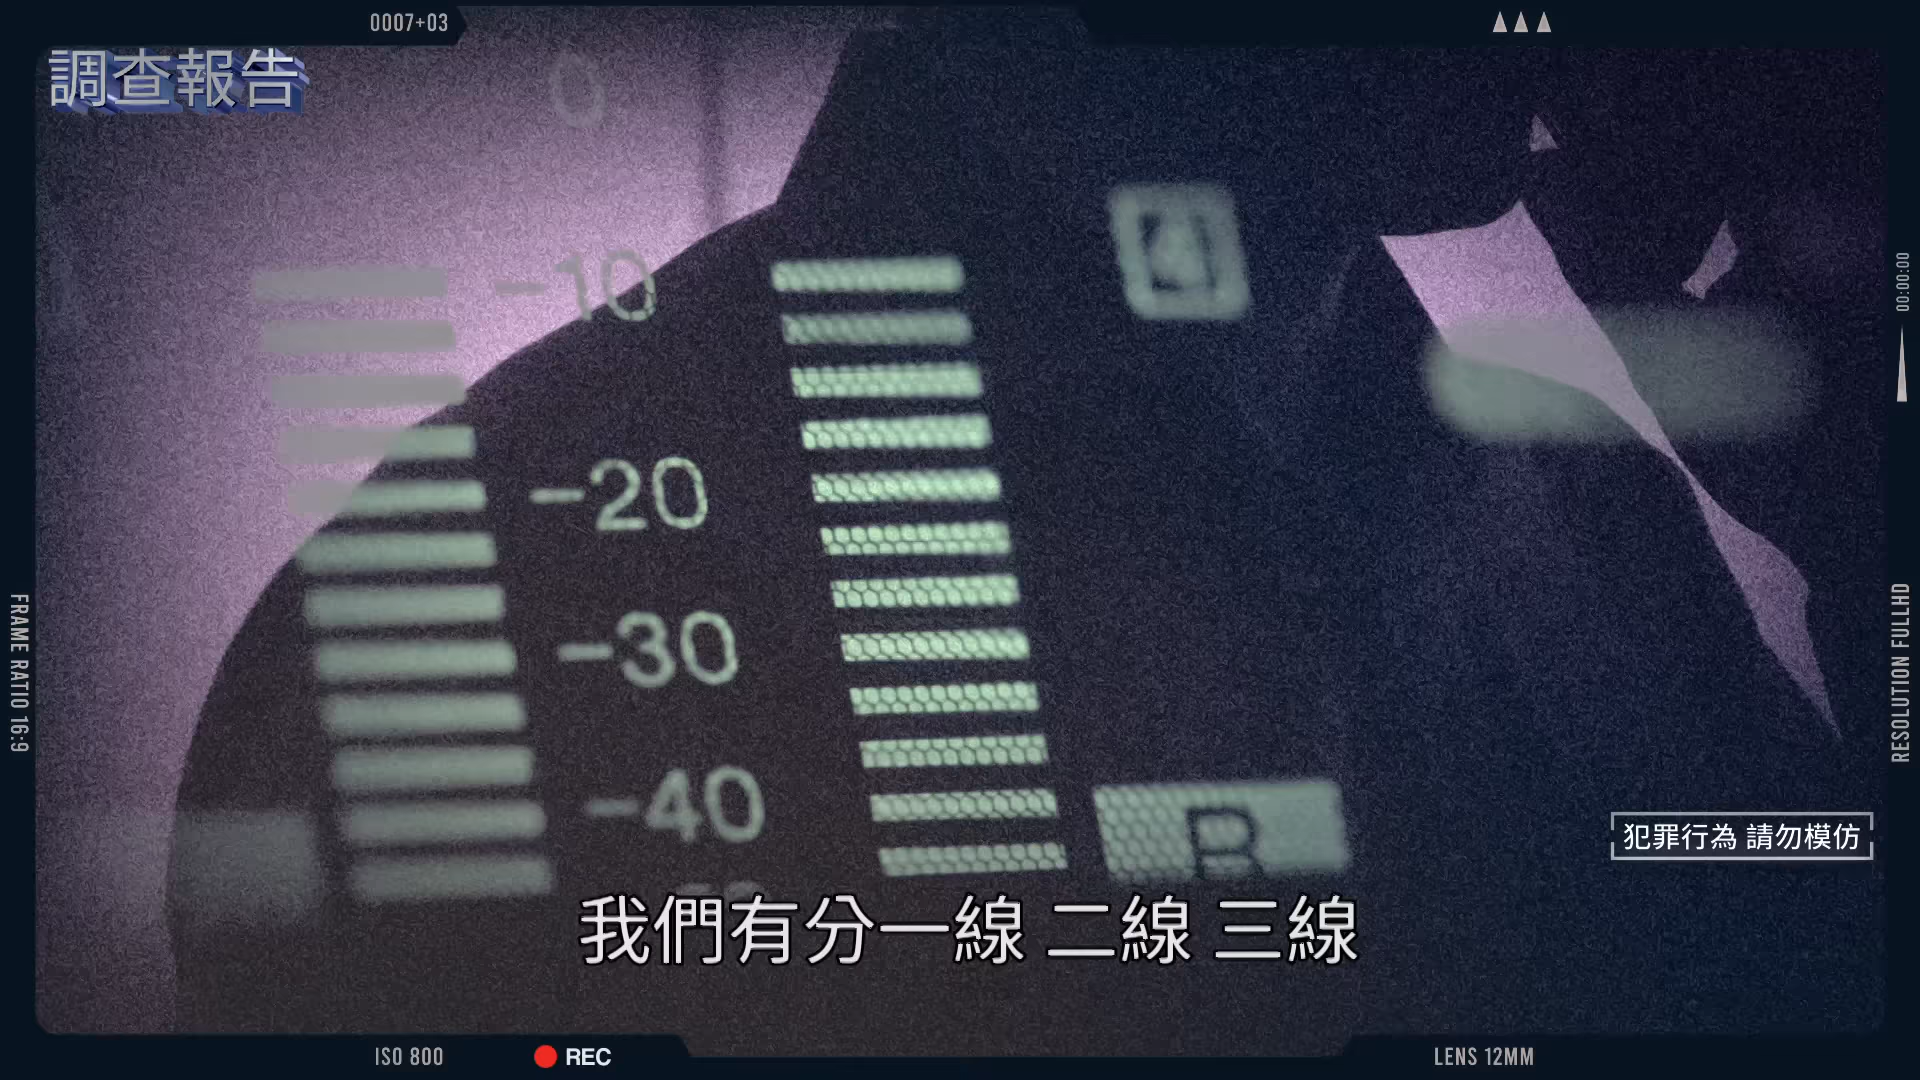 0007+03
調查報告
0
-10
00:00:00
-20
-30
FRAME RATIO 16:9
RESOLUTION FULLHD
-40
R
犯罪行為 請勿模仿
我們有分一線 二線 三線
ISO 800
REC
LENS 12MM